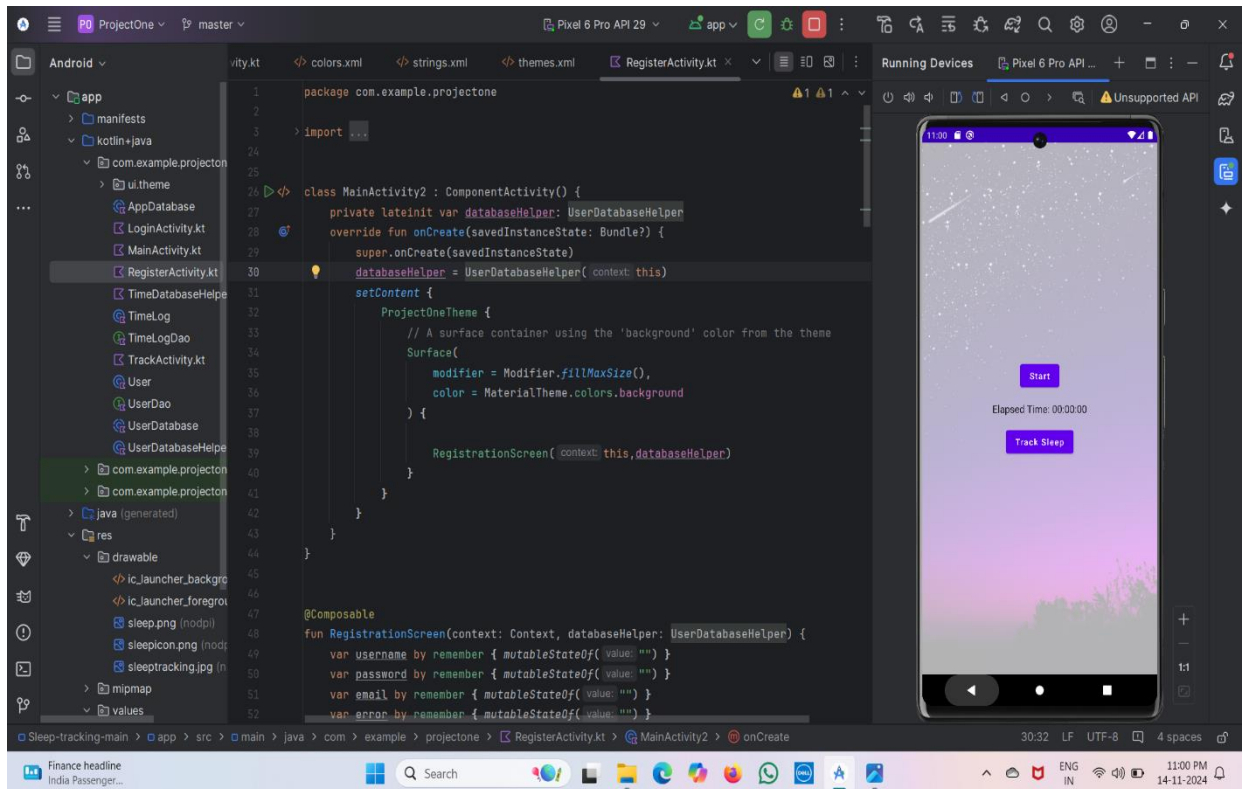 PO ProjectOne master Pixel 6 Pro API 29 app
Android
vity.kt colors.xml strings.xml themes.xml RegisterActivity.kt
Running Devices Pixel 6 Pro API ...
Unsupported API
app
manifests
kotlin+java
com.example.projecton
ui.theme
AppDatabase
LoginActivity.kt
MainActivity.kt
RegisterActivity.kt
TimeDatabaseHelpe
TimeLog
TimeLogDao
TrackActivity.kt
User
UserDao
UserDatabase
UserDatabaseHelpe
com.example.projecton
com.example.projecton
java (generated)
res
drawable
ic_launcher_backgro
ic_launcher_foregrou
sleep.png (nodpi)
sleepicon.png (nodp
sleeptracking.jpg (n
mipmap
values
1 package com.example.projectone 1 1
2
3 import ...
24
25
26 class MainActivity2 : ComponentActivity() {
27 private lateinit var databaseHelper: UserDatabaseHelper
28 override fun onCreate(savedInstanceState: Bundle?) {
29 super.onCreate(savedInstanceState)
30 databaseHelper = UserDatabaseHelper( context: this)
31 setContent {
32 ProjectOneTheme {
33 // A surface container using the 'background' color from the theme
34 Surface(
35 modifier = Modifier.fillMaxSize(),
36 color = MaterialTheme.colors.background
37 ) {
38
39 RegistrationScreen( context: this,databaseHelper)
40 }
41 }
42 }
43 }
44 }
45
46
47 @Composable
48 fun RegistrationScreen(context: Context, databaseHelper: UserDatabaseHelper) {
49 var username by remember { mutableStateOf( value: "") }
50 var password by remember { mutableStateOf( value: "") }
51 var email by remember { mutableStateOf( value: "") }
52 var error by remember { mutableStateOf( value: "") }
11:00
Start
Elapsed Time: 00:00:00
Track Sleep
1:1
Sleep-tracking-main > app > src > main > java > com > example > projectone > RegisterActivity.kt > MainActivity2 > onCreate 30:32 LF UTF-8 4 spaces
Finance headline
India Passenger...
Search
DELL
ENG
IN
11:00 PM
14-11-2024